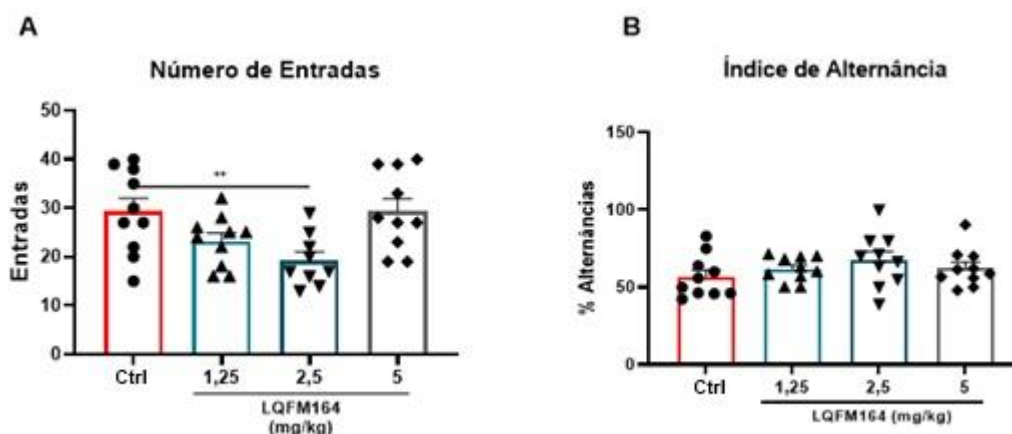 A
Número de Entradas
Entradas
50
40
30
20
10
0
**
Ctrl
1,25
2,5
5
LQFM164
(mg/kg)
B
Índice de Alternância
% Alternâncias
150
100
50
0
Ctrl
1,25
2,5
5
LQFM164 (mg/kg)